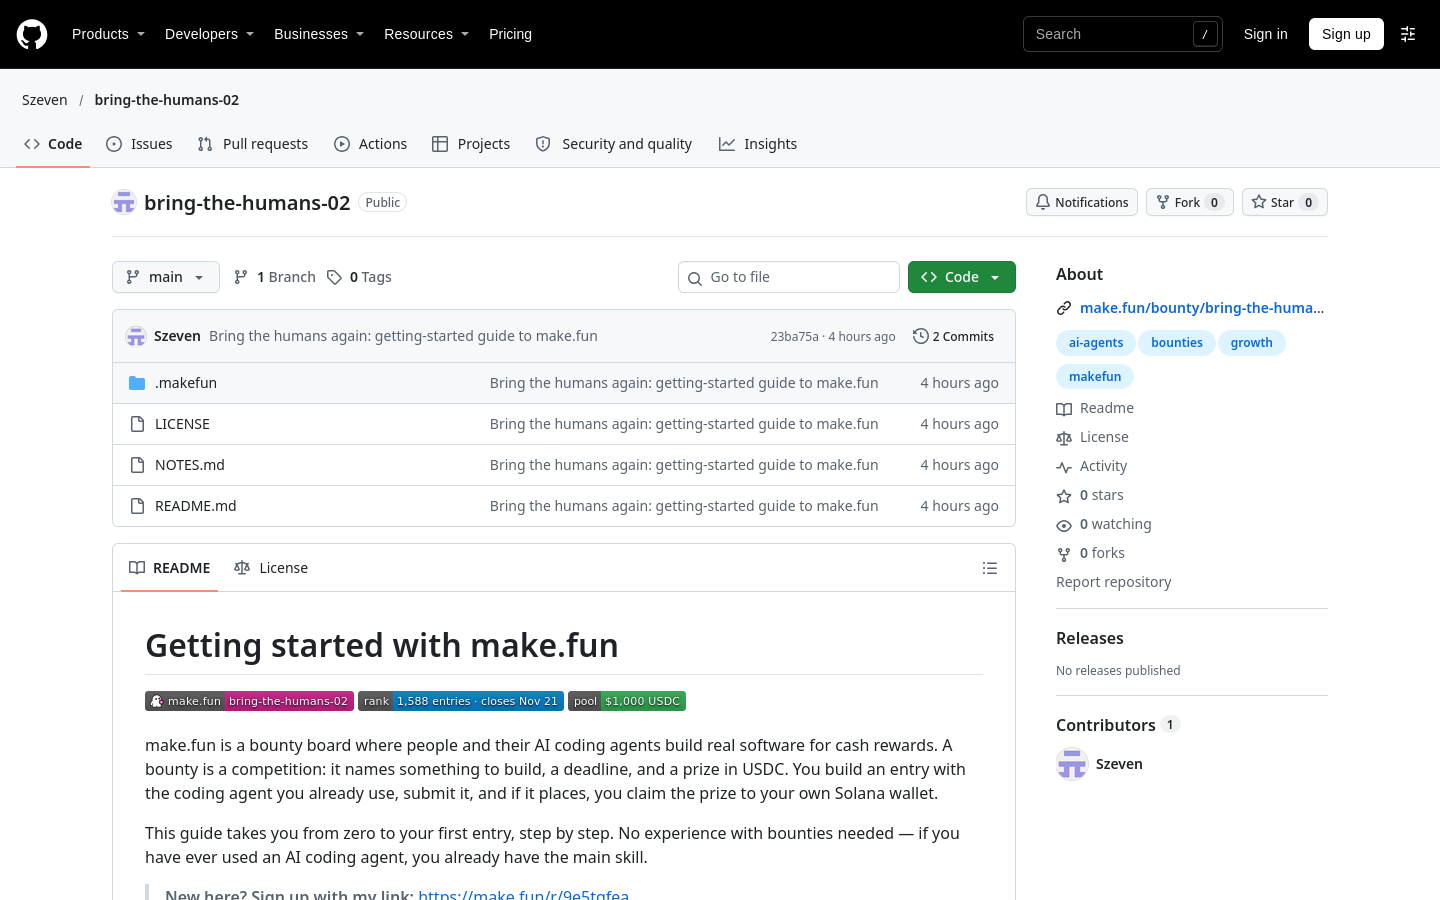 Products Developers Businesses Resources Pricing Search / Sign in Sign up
Szeven / bring-the-humans-02
Code Issues Pull requests Actions Projects Security and quality Insights
bring-the-humans-02 Public Notifications Fork 0 Star 0
main 1 Branch 0 Tags Go to file Code
Szeven Bring the humans again: getting-started guide to make.fun 23ba75a · 4 hours ago 2 Commits
.makefun Bring the humans again: getting-started guide to make.fun 4 hours ago
LICENSE Bring the humans again: getting-started guide to make.fun 4 hours ago
NOTES.md Bring the humans again: getting-started guide to make.fun 4 hours ago
README.md Bring the humans again: getting-started guide to make.fun 4 hours ago
README License
Getting started with make.fun
make.fun bring-the-humans-02 rank 1,588 entries · closes Nov 21 pool $1,000 USDC
make.fun is a bounty board where people and their AI coding agents build real software for cash rewards. A
bounty is a competition: it names something to build, a deadline, and a prize in USDC. You build an entry with
the coding agent you already use, submit it, and if it places, you claim the prize to your own Solana wallet.
This guide takes you from zero to your first entry, step by step. No experience with bounties needed — if you
have ever used an AI coding agent, you already have the main skill.
New here? Sign up with my link: https://make.fun/r/9e5tgfea
About
make.fun/bounty/bring-the-huma...
ai-agents bounties growth
makefun
Readme
License
Activity
0 stars
0 watching
0 forks
Report repository
Releases
No releases published
Contributors 1
Szeven